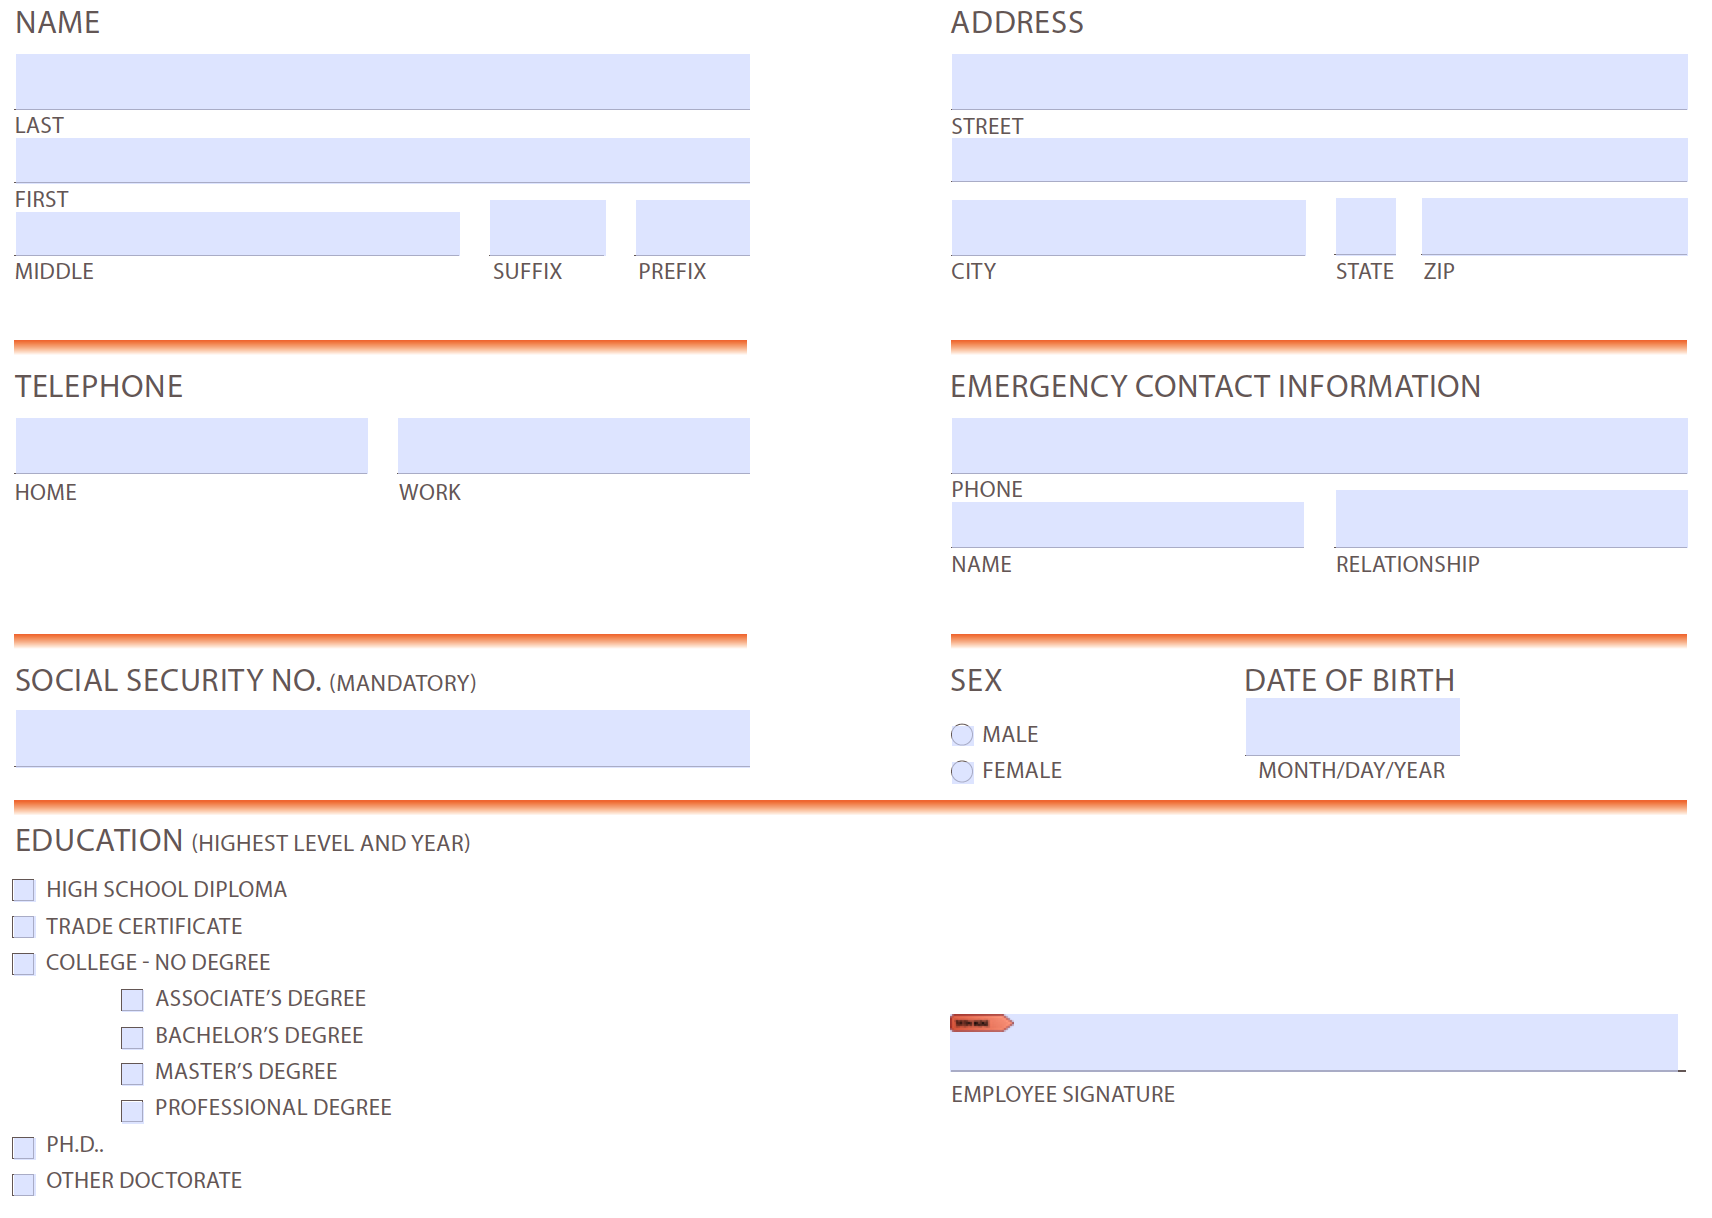 NAME
LAST
FIRST
MIDDLE
SUFFIX
PREFIX
ADDRESS
STREET
CITY
STATE
ZIP
TELEPHONE
HOME
WORK
EMERGENCY CONTACT INFORMATION
PHONE
NAME
RELATIONSHIP
SOCIAL SECURITY NO. (MANDATORY)
SEX
MALE
FEMALE
DATE OF BIRTH
MONTH/DAY/YEAR
EDUCATION (HIGHEST LEVEL AND YEAR)
HIGH SCHOOL DIPLOMA
TRADE CERTIFICATE
COLLEGE - NO DEGREE
ASSOCIATE’S DEGREE
BACHELOR’S DEGREE
MASTER’S DEGREE
PROFESSIONAL DEGREE
PH.D..
OTHER DOCTORATE
EMPLOYEE SIGNATURE